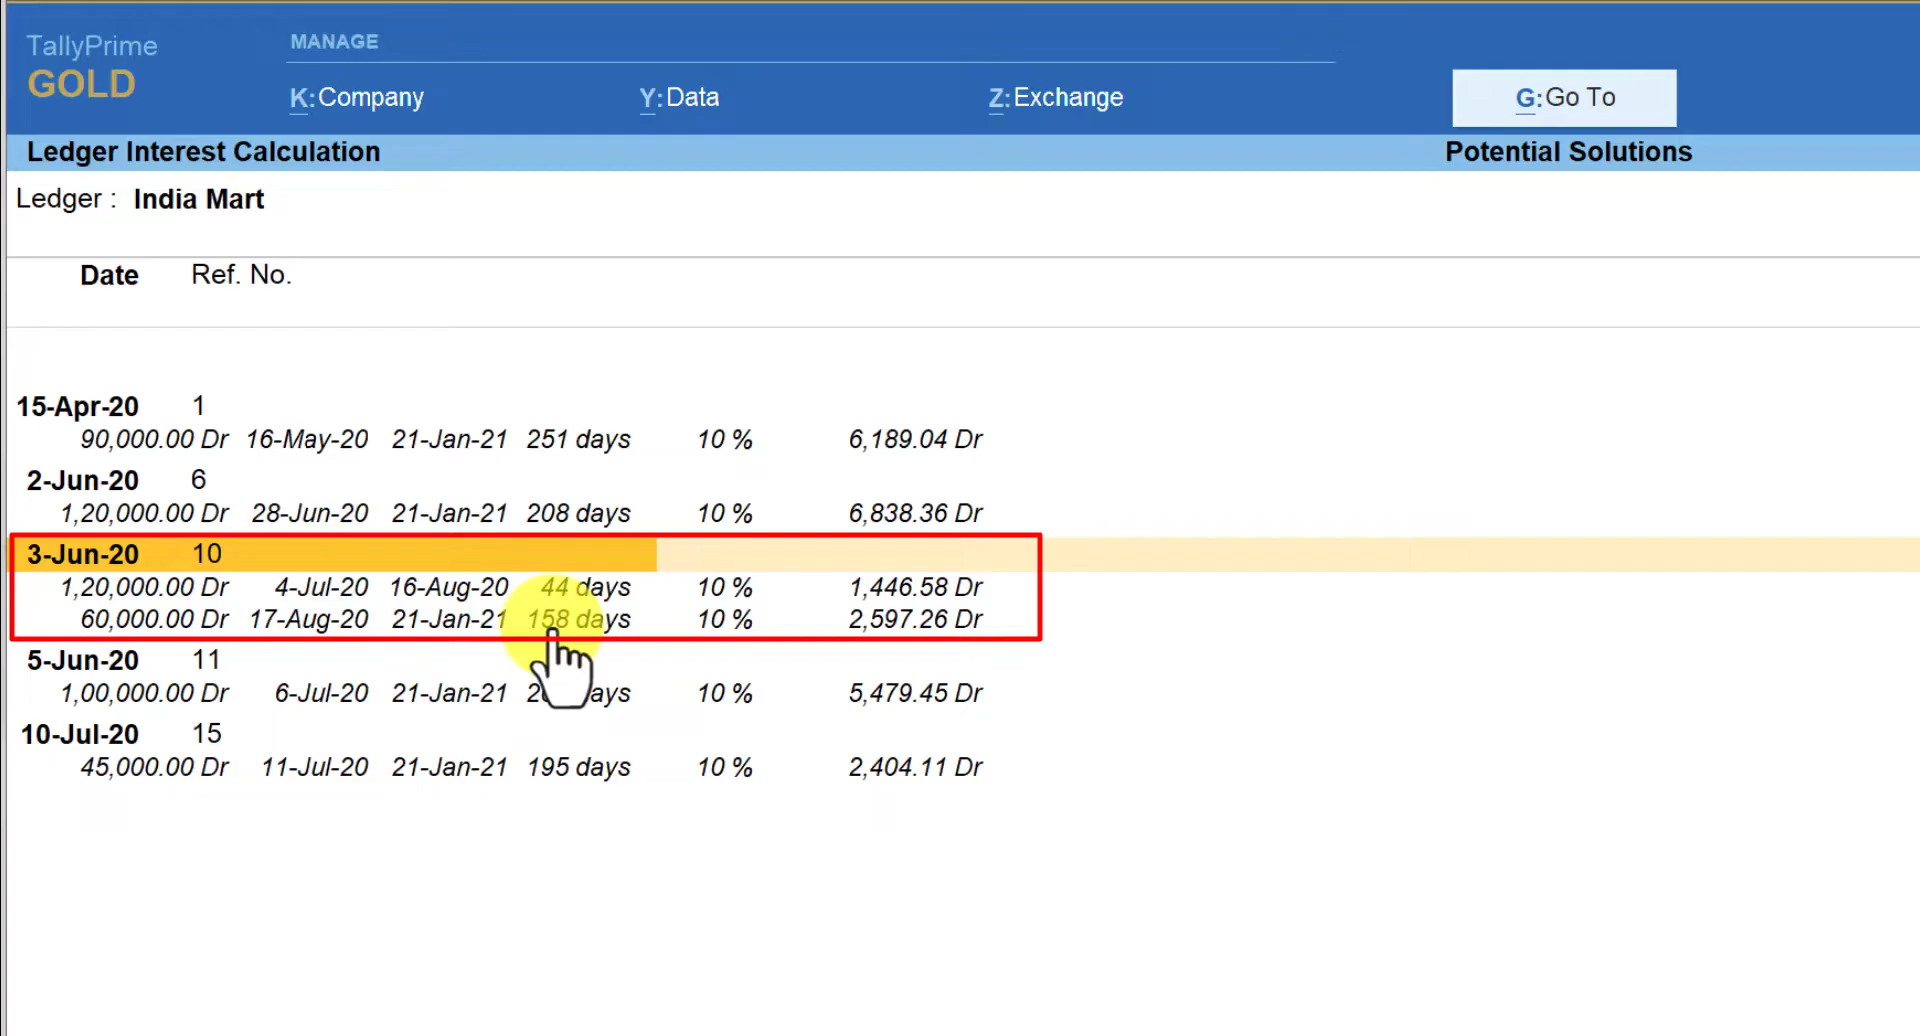 TallyPrime
GOLD
MANAGE
K:Company Y:Data Z:Exchange G:Go To
Ledger Interest Calculation Potential Solutions
Ledger : India Mart
Date Ref. No.
15-Apr-20 1
90,000.00 Dr 16-May-20 21-Jan-21 251 days 10 % 6,189.04 Dr
2-Jun-20 6
1,20,000.00 Dr 28-Jun-20 21-Jan-21 208 days 10 % 6,838.36 Dr
3-Jun-20 10
1,20,000.00 Dr 4-Jul-20 16-Aug-20 44 days 10 % 1,446.58 Dr
60,000.00 Dr 17-Aug-20 21-Jan-21 158 days 10 % 2,597.26 Dr
5-Jun-20 11
1,00,000.00 Dr 6-Jul-20 21-Jan-21 10 % 5,479.45 Dr
10-Jul-20 15
45,000.00 Dr 11-Jul-20 21-Jan-21 195 days 10 % 2,404.11 Dr